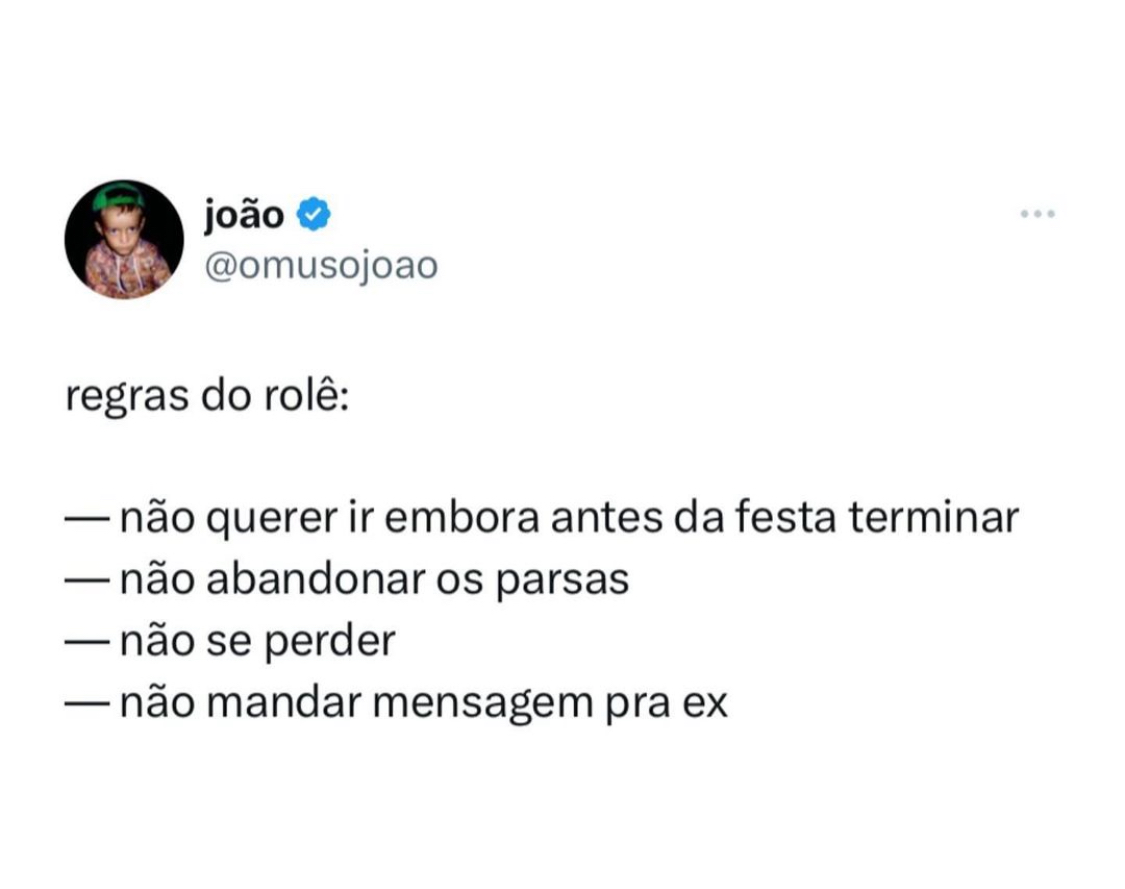 joão
@omusojoao
regras do rolê:
— não querer ir embora antes da festa terminar
— não abandonar os parsas
— não se perder
— não mandar mensagem pra ex